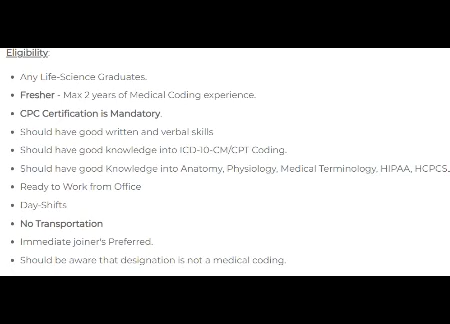 Eligibility:
Any Life-Science Graduates.
Fresher - Max 2 years of Medical Coding experience.
CPC Certification is Mandatory.
Should have good written and verbal skills
Should have good knowledge into ICD-10-CM/CPT Coding.
Should have good Knowledge into Anatomy, Physiology, Medical Terminology, HIPAA, HCPCS.
Ready to Work from Office
Day-Shifts
No Transportation
Immediate joiner's Preferred.
Should be aware that designation is not a medical coding.